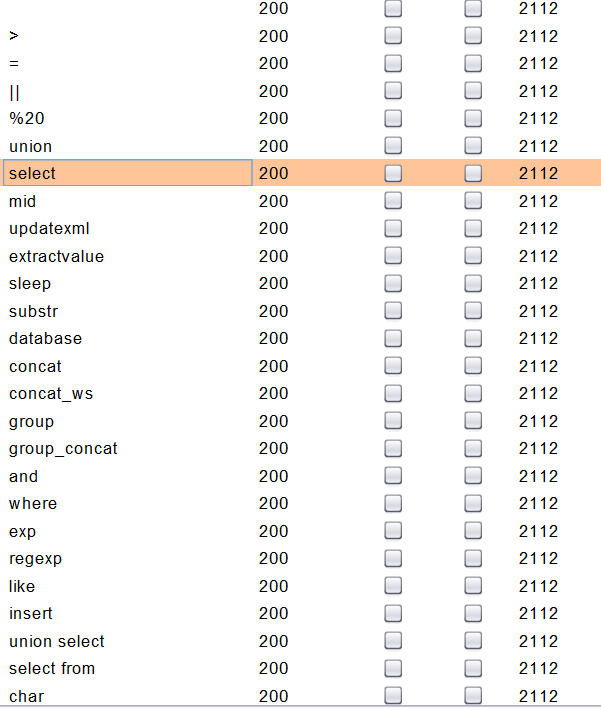 200 2112
> 200 2112
= 200 2112
|| 200 2112
%20 200 2112
union 200 2112
select 200 2112
mid 200 2112
updatexml 200 2112
extractvalue 200 2112
sleep 200 2112
substr 200 2112
database 200 2112
concat 200 2112
concat_ws 200 2112
group 200 2112
group_concat 200 2112
and 200 2112
where 200 2112
exp 200 2112
regexp 200 2112
like 200 2112
insert 200 2112
union select 200 2112
select from 200 2112
char 200 2112